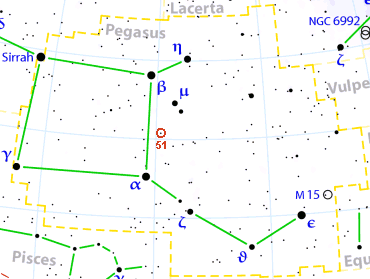 Lacerta
δ
Pegasus
NGC 6992
η
Sirrah
ζ
β
μ
Vulpe
51
γ
α
M 15
ζ
ε
ϑ
Pisces
Equ
γ